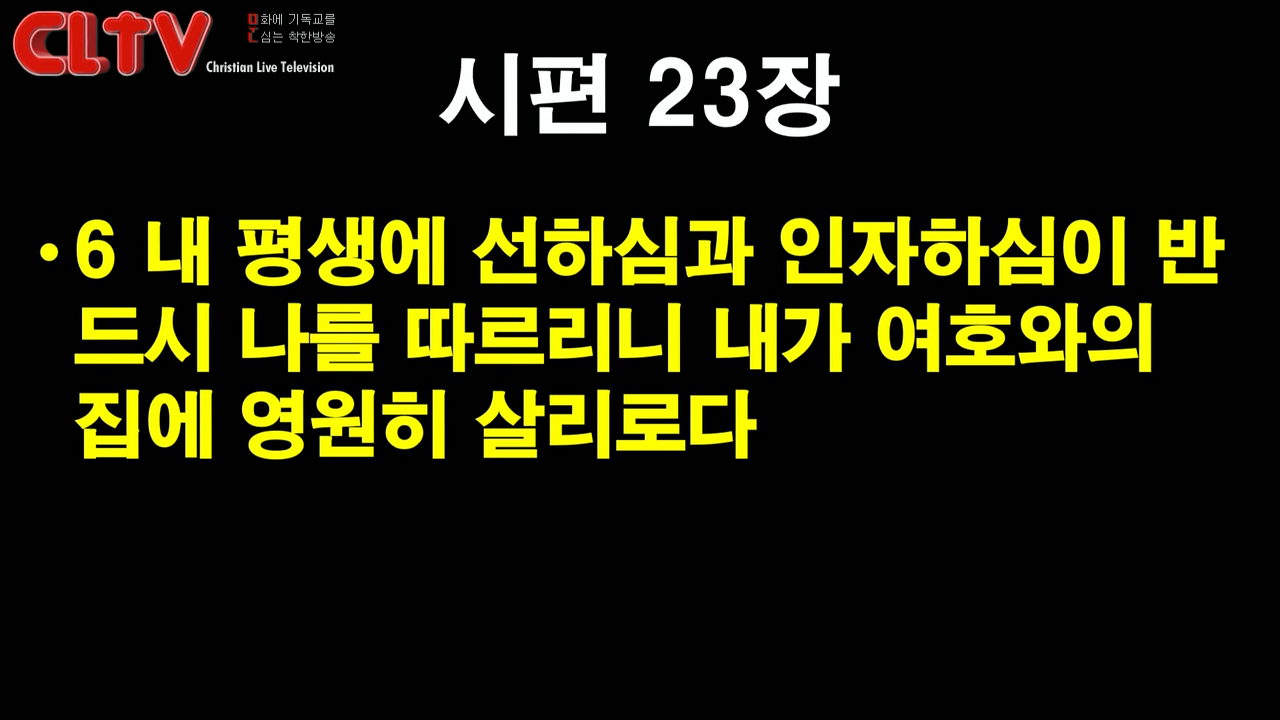 CLTV
문화에 기독교를
심는 착한방송
Christian Live Television
시편 23장
• 6 내 평생에 선하심과 인자하심이 반
드시 나를 따르리니 내가 여호와의
집에 영원히 살리로다